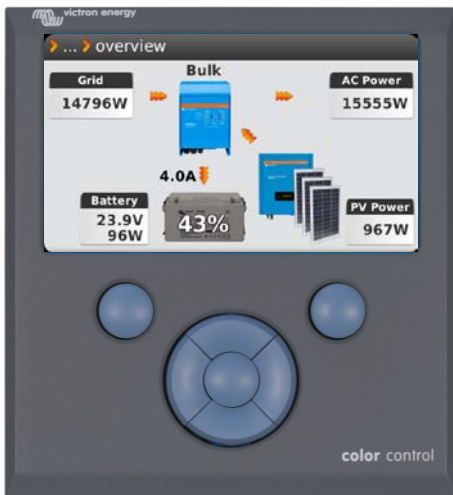 victron energy
> ... > overview
Grid
14796W
Bulk
AC Power
15555W
4.0A
Battery
23.9V
96W
43%
PV Power
967W
color control